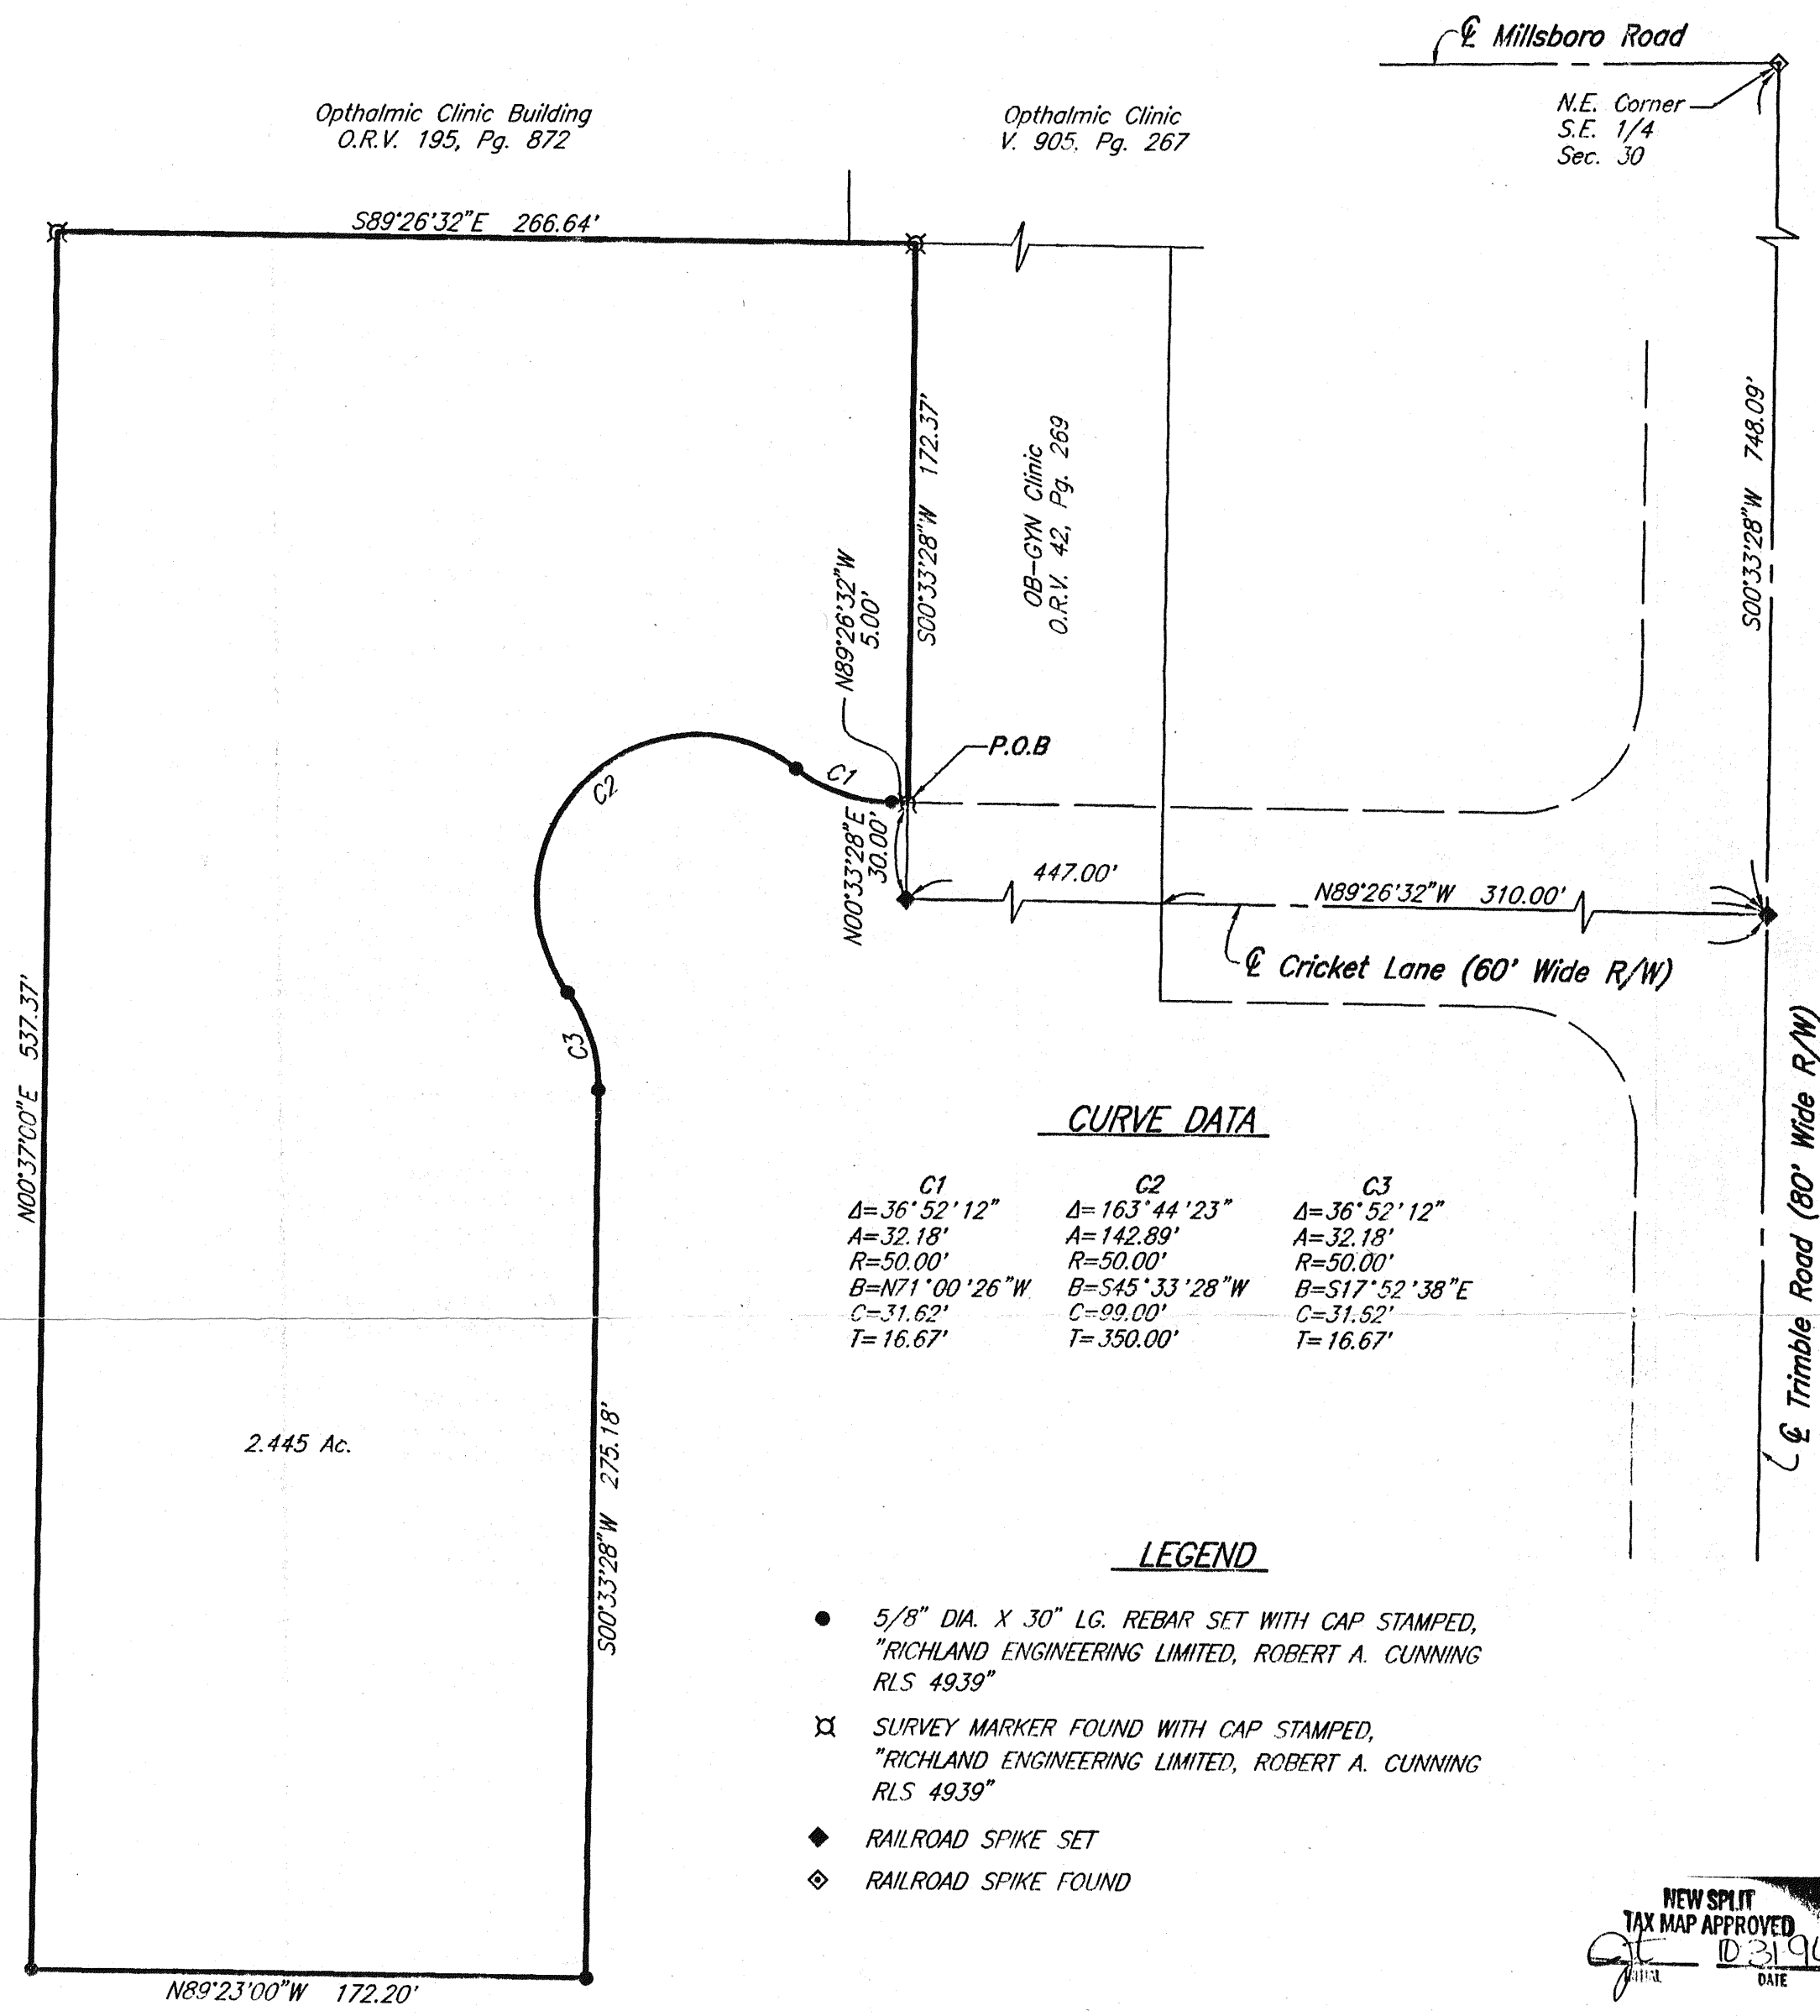 ℄ Millsboro Road
N.E. Corner
S.E. 1/4
Sec. 30
Opthalmic Clinic Building
O.R.V. 195, Pg. 872
Opthalmic Clinic
V. 905, Pg. 267
S89°26'32"E 266.64'
S00°33'28"W 172.37'
OB-GYN Clinic
O.R.V. 42, Pg. 269
S00°33'28"W 748.09'
N89°26'32"W
5.00'
P.O.B
C1
C2
N00°33'28"E
30.00'
447.00'
N89°26'32"W 310.00'
℄ Cricket Lane (60' Wide R/W)
C3
N00°37'00"E 537.37'
℄ Trimble Road (80' Wide R/W)
CURVE DATA
C1
Δ=36°52'12"
A=32.18'
R=50.00'
B=N71°00'26"W
C=31.62'
T=16.67'
C2
Δ=163°44'23"
A=142.89'
R=50.00'
B=S45°33'28"W
C=99.00'
T=350.00'
C3
Δ=36°52'12"
A=32.18'
R=50.00'
B=S17°52'38"E
C=31.62'
T=16.67'
2.445 Ac.
S00°33'28"W 275.18'
LEGEND
5/8" DIA. X 30" LG. REBAR SET WITH CAP STAMPED,
"RICHLAND ENGINEERING LIMITED, ROBERT A. CUNNING
RLS 4939"
SURVEY MARKER FOUND WITH CAP STAMPED,
"RICHLAND ENGINEERING LIMITED, ROBERT A. CUNNING
RLS 4939"
RAILROAD SPIKE SET
RAILROAD SPIKE FOUND
N89°23'00"W 172.20'
NEW SPLIT
TAX MAP APPROVED
INITIAL DATE